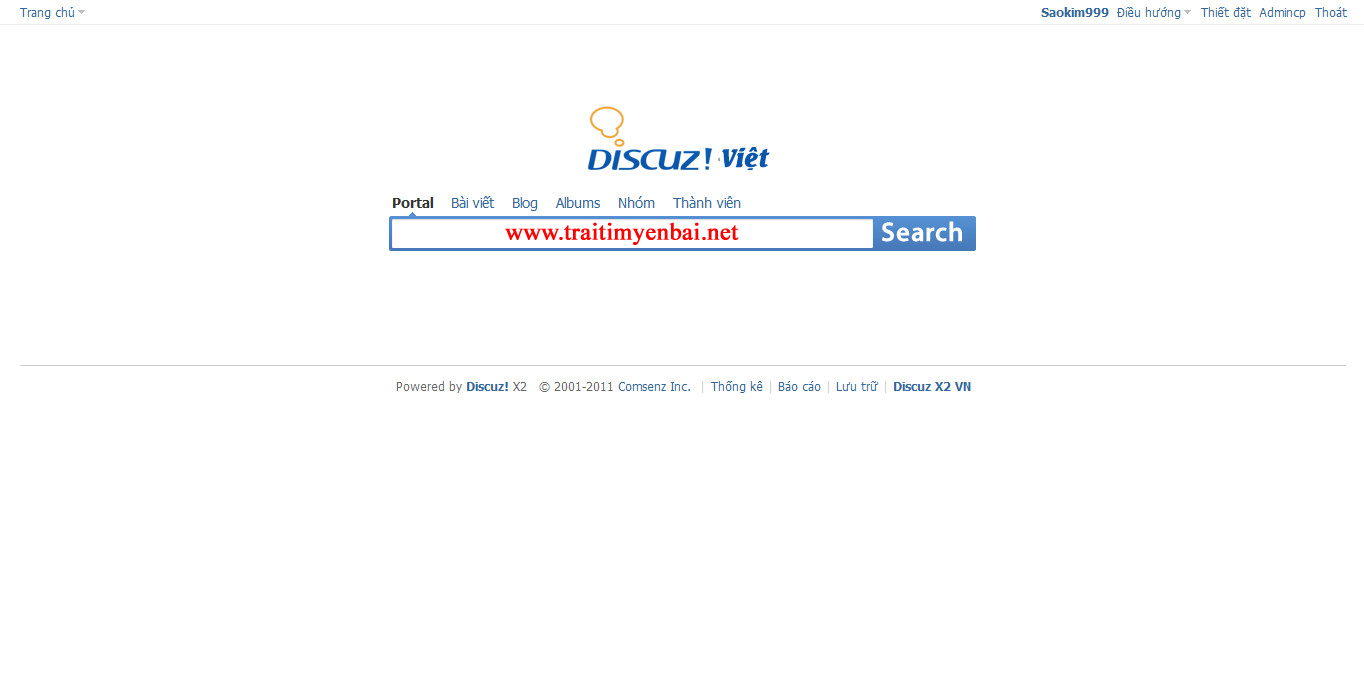 Trang chủ Saokim999 Điều hướng Thiết đặt Admincp Thoát
DISCUZ! Việt
Portal Bài viết Blog Albums Nhóm Thành viên
www.traitimyenbai.net Search
Powered by Discuz! X2 © 2001-2011 Comsenz Inc. | Thống kê | Báo cáo | Lưu trữ | Discuz X2 VN